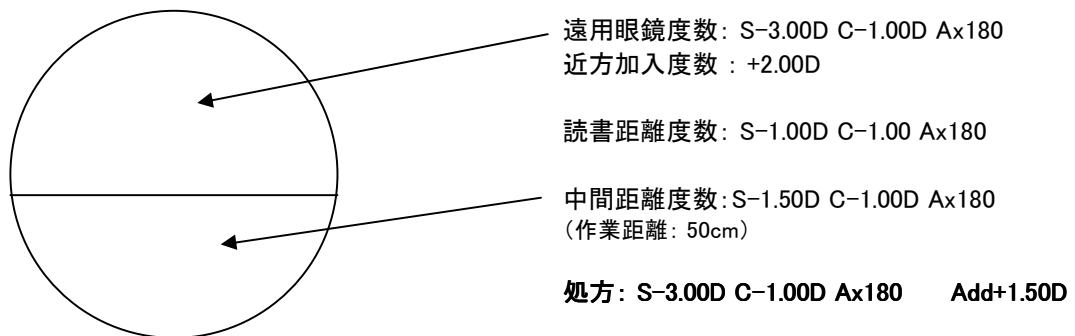 遠用眼鏡度数： S-3.00D C-1.00D Ax180
近方加入度数 ： +2.00D
読書距離度数： S-1.00D C-1.00 Ax180
中間距離度数：S-1.50D C-1.00D Ax180
（作業距離： 50cm）
処方： S-3.00D C-1.00D Ax180 Add+1.50D